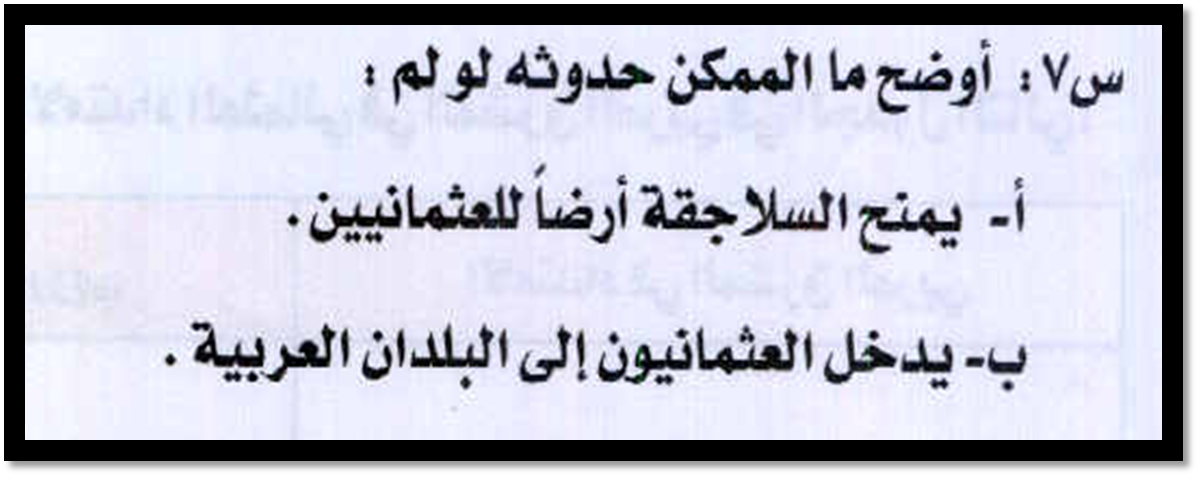 س٧ : أوضح ما الممكن حدوثه لو لم :
أ- يمنح السلاجقة أرضاً للعثمانيين .
ب- يدخل العثمانيون إلى البلدان العربية .